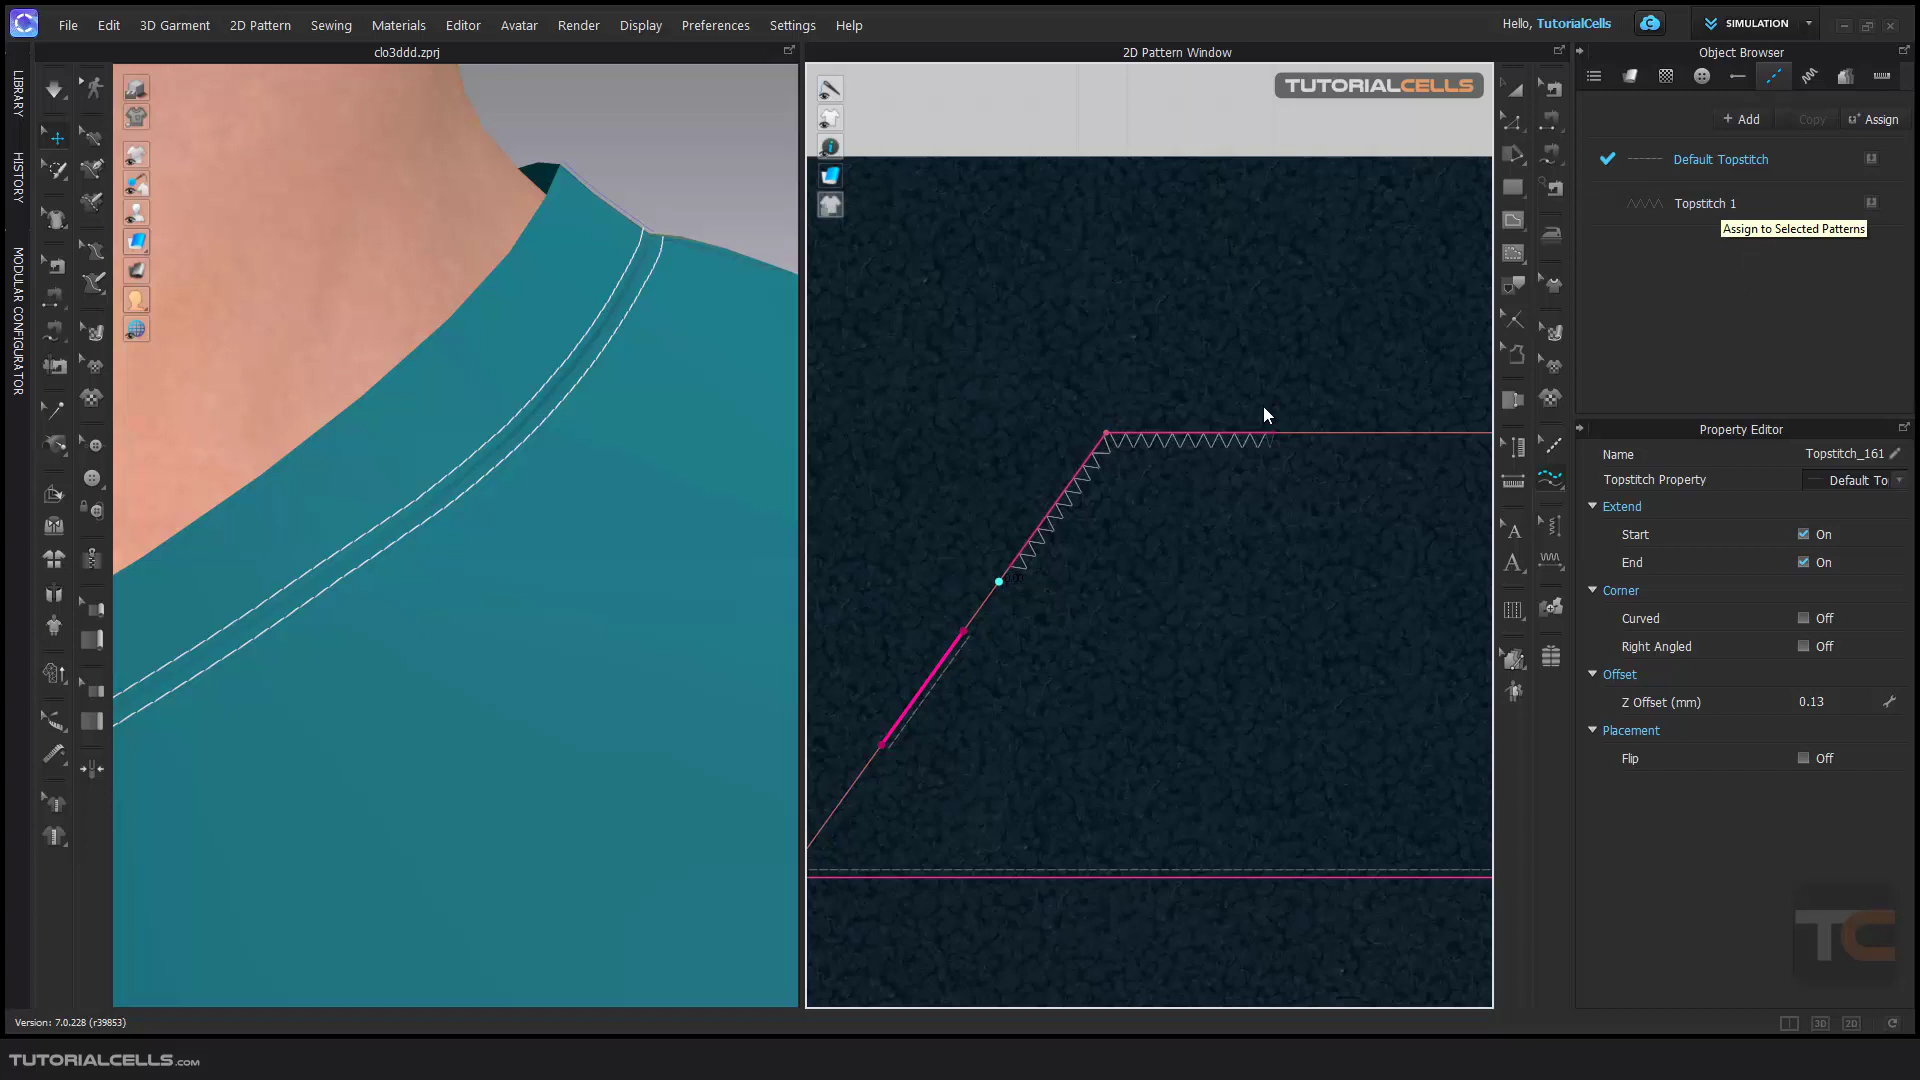 File Edit 3D Garment 2D Pattern Sewing Materials Editor Avatar Render Display Preferences Settings Help
Hello, TutorialCells
SIMULATION
clo3ddd.zprj
2D Pattern Window
Object Browser
LIBRARY
HISTORY
MODULAR CONFIGURATOR
TUTORIALCELLS
+ Add Copy Assign
Default Topstitch
Topstitch 1
Assign to Selected Patterns
Property Editor
Name Topstitch_161
Topstitch Property Default To
Extend
Start On
End On
Corner
Curved Off
Right Angled Off
Offset
Z Offset (mm) 0.13
Placement
Flip Off
TC
Version: 7.0.228 (r39853)
3D 2D
TUTORIALCELLS.com